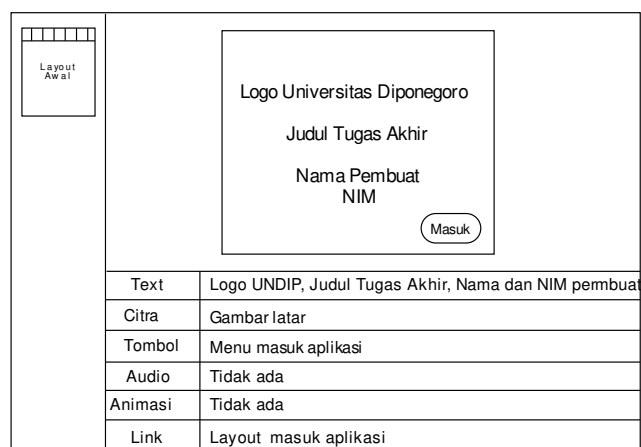 Layout
Awal
Logo Universitas Diponegoro
Judul Tugas Akhir
Nama Pembuat
NIM
Masuk
Text Logo UNDIP, Judul Tugas Akhir, Nama dan NIM permbuat
Citra Gambar latar
Tombol Menu masuk aplikasi
Audio Tidak ada
Animasi Tidak ada
Link Layout masuk aplikasi